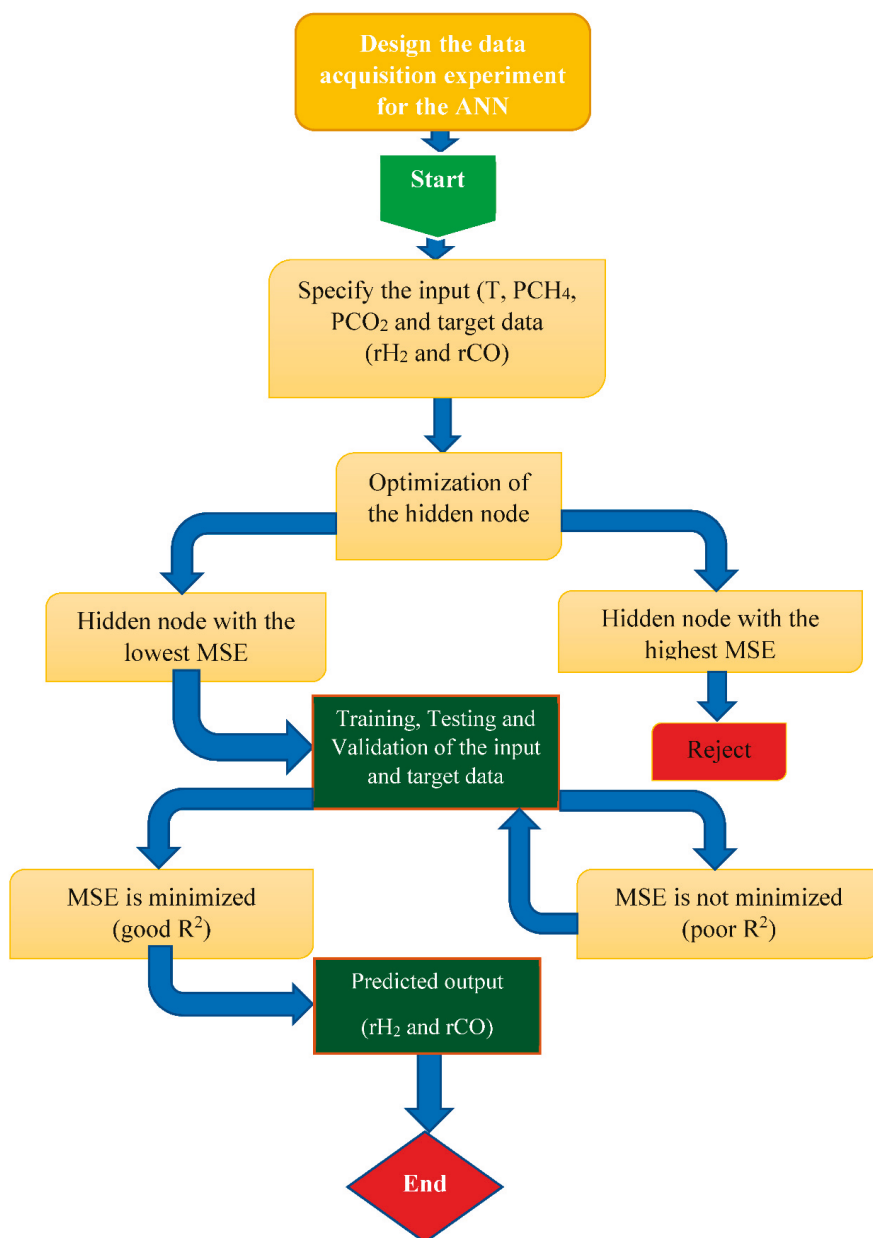 Design the data
acquisition experiment
for the ANN
Start
Specify the input (T, PCH₄,
PCO₂ and target data
(rH₂ and rCO)
Optimization of
the hidden node
Hidden node with the
lowest MSE
Hidden node with the
highest MSE
Training, Testing and
Validation of the input
and target data
Reject
MSE is minimized
(good R²)
MSE is not minimized
(poor R²)
Predicted output
(rH₂ and rCO)
End